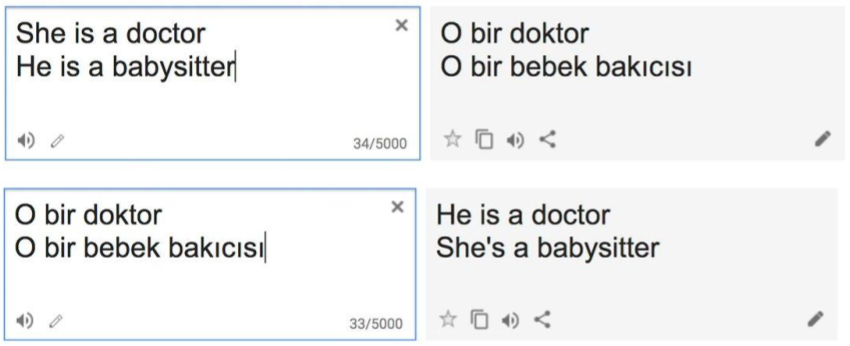 She is a doctor
He is a babysitter
34/5000
O bir doktor
O bir bebek bakıcısı
O bir doktor
O bir bebek bakıcısı
33/5000
He is a doctor
She's a babysitter